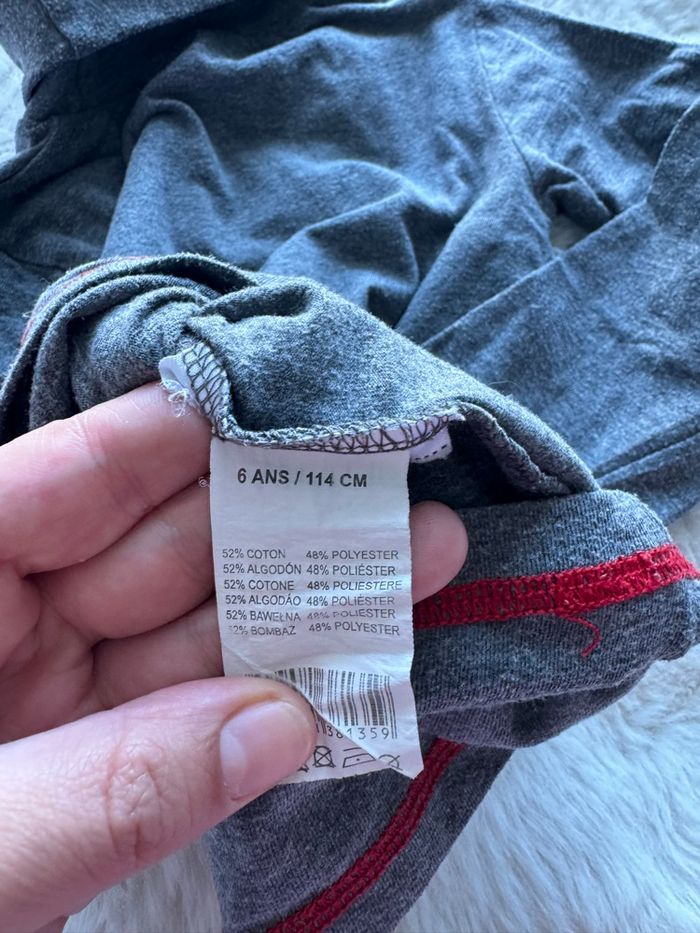 6 ANS / 114 CM
52% COTON 48% POLYESTER
52% ALGODÓN 48% POLIÉSTER
52% COTONE 48% POLIESTERE
52% ALGODÃO 48% POLIÉSTER
52% BAWEŁNA 48% POLIESTER
52% BOMBAZ 48% POLYESTER
381359